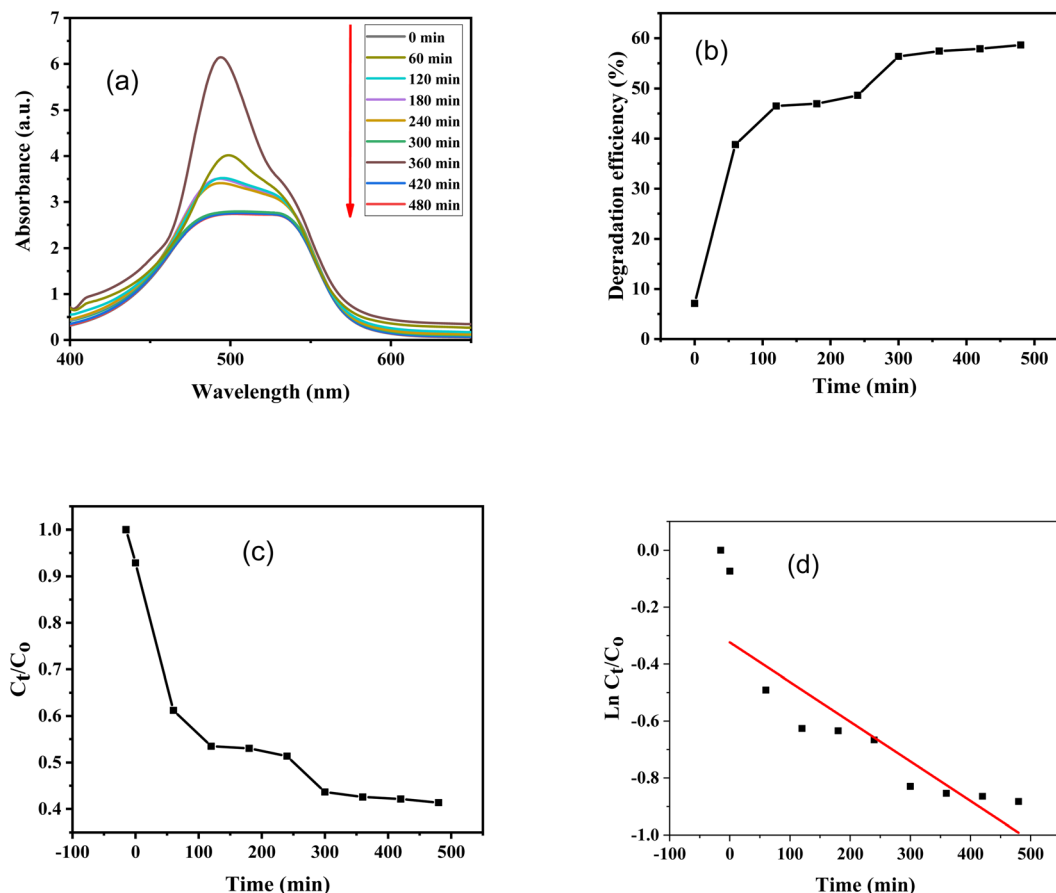 (a)
Absorbance (a.u.)
7
6
5
4
3
2
1
0
400
500
600
Wavelength (nm)
0 min
60 min
120 min
180 min
240 min
300 min
360 min
420 min
480 min
(b)
Degradation efficiency (%)
60
50
40
30
20
10
0
0
100
200
300
400
500
Time (min)
(c)
Ct/Co
1.0
0.9
0.8
0.7
0.6
0.5
0.4
-100
0
100
200
300
400
500
Time (min)
(d)
Ln Ct/Co
0.0
-0.2
-0.4
-0.6
-0.8
-1.0
-100
0
100
200
300
400
500
Time (min)